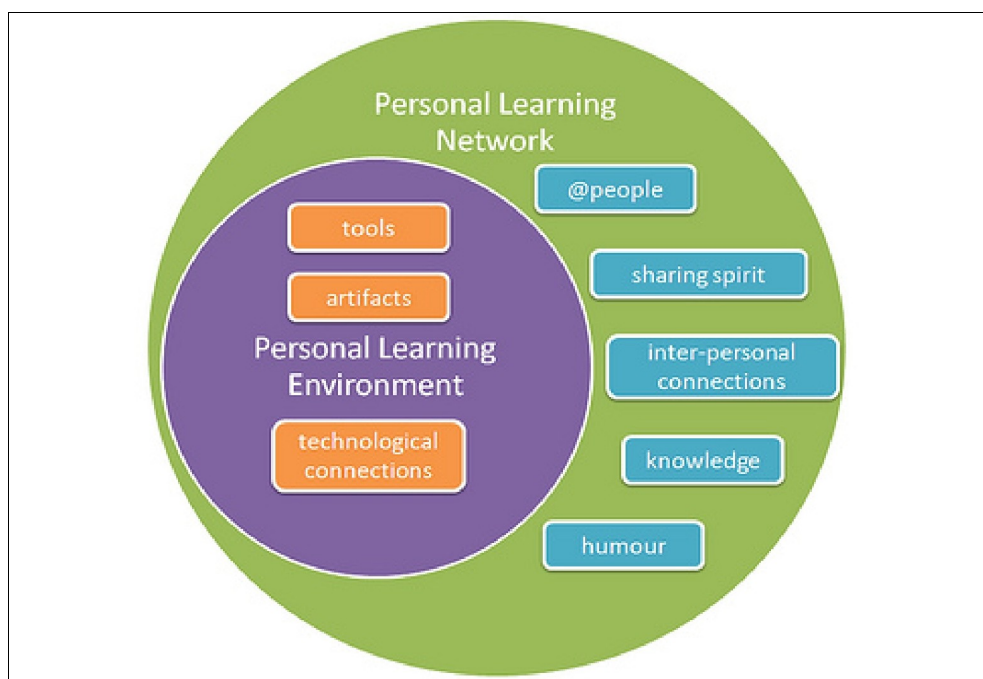 Personal Learning
Network
@people
tools
sharing spirit
artifacts
Personal Learning
Environment
inter-personal
connections
technological
connections
knowledge
humour